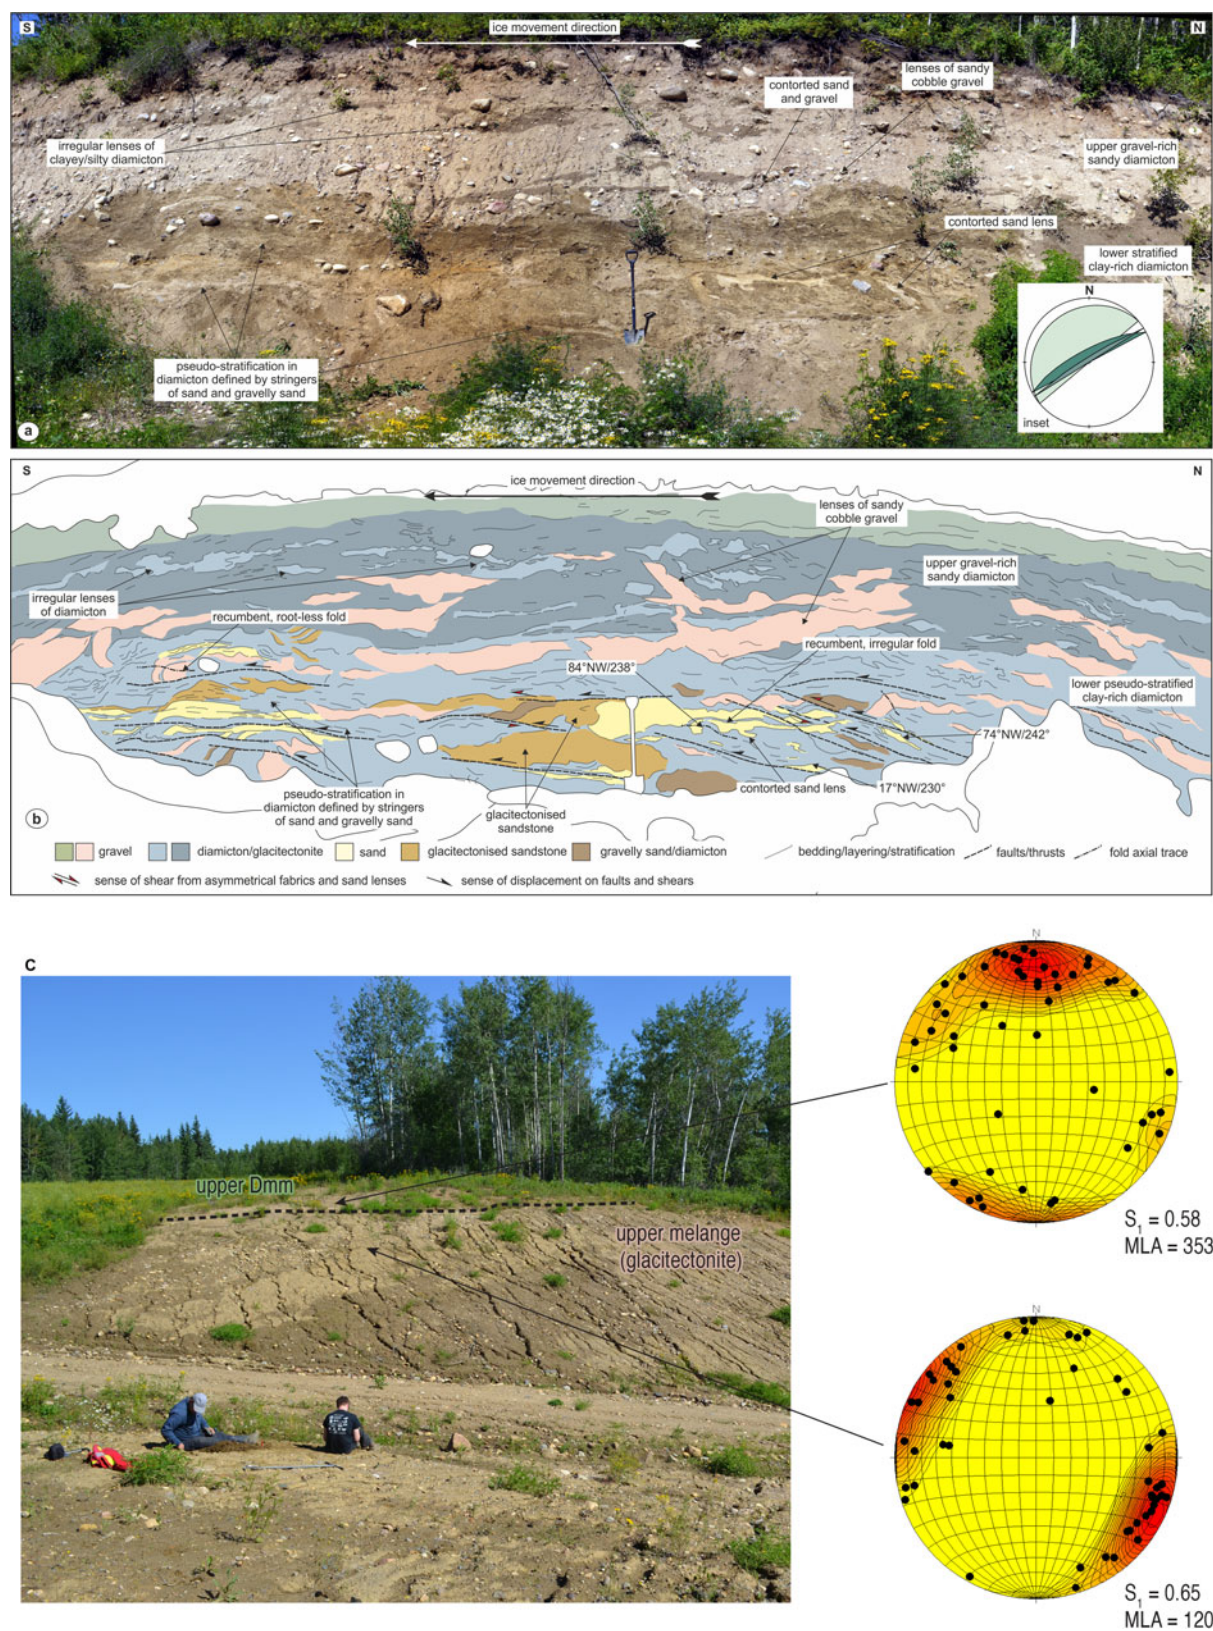 S
ice movement direction
N
lenses of sandy
cobble gravel
contorted sand
and gravel
irregular lenses of
clayey/silty diamicton
upper gravel-rich
sandy diamicton
contorted sand lens
lower stratified
clay-rich diamicton
N
pseudo-stratification in
diamicton defined by stringers
of sand and gravelly sand
inset
a
S
ice movement direction
N
lenses of sandy
cobble gravel
upper gravel-rich
sandy diamicton
irregular lenses
of diamicton
recumbent, root-less fold
recumbent, irregular fold
84°NW/238°
lower pseudo-stratified
clay-rich diamicton
74°NW/242°
17°NW/230°
pseudo-stratification in
diamicton defined by stringers
of sand and gravelly sand
contorted sand lens
glacitectonised
sandstone
b
gravel
diamicton/glacitectonite
sand
glacitectonised sandstone
gravelly sand/diamicton
bedding/layering/stratification
faults/thrusts
fold axial trace
sense of shear from asymmetrical fabrics and sand lenses
sense of displacement on faults and shears
C
N
upper Dmm
upper melange
(glacitectonite)
S1 = 0.58
MLA = 353
N
S1 = 0.65
MLA = 120